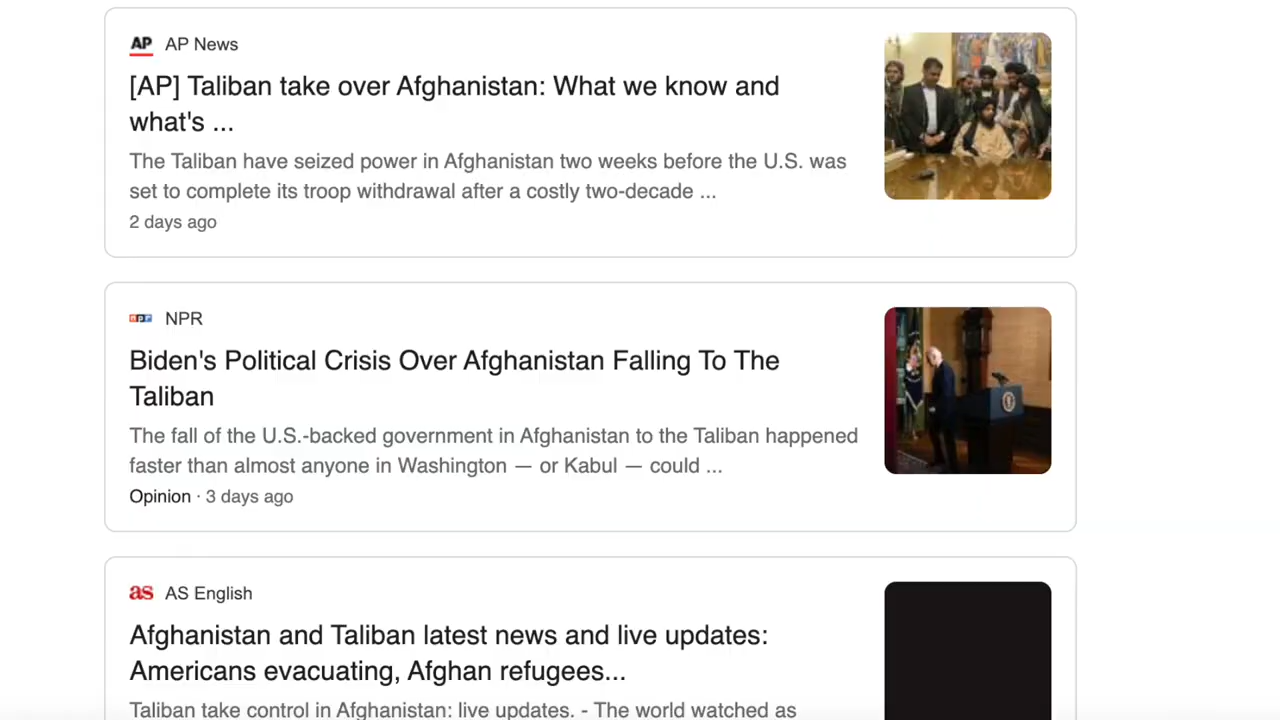 AP AP News
[AP] Taliban take over Afghanistan: What we know and
what's ...
The Taliban have seized power in Afghanistan two weeks before the U.S. was
set to complete its troop withdrawal after a costly two-decade ...
2 days ago
npr NPR
Biden's Political Crisis Over Afghanistan Falling To The
Taliban
The fall of the U.S.-backed government in Afghanistan to the Taliban happened
faster than almost anyone in Washington — or Kabul — could ...
Opinion · 3 days ago
as AS English
Afghanistan and Taliban latest news and live updates:
Americans evacuating, Afghan refugees...
Taliban take control in Afghanistan: live updates. - The world watched as